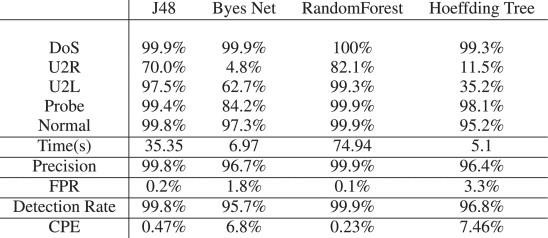 J48 Byes Net RandomForest Hoeffding Tree
DoS 99.9% 99.9% 100% 99.3%
U2R 70.0% 4.8% 82.1% 11.5%
U2L 97.5% 62.7% 99.3% 35.2%
Probe 99.4% 84.2% 99.9% 98.1%
Normal 99.8% 97.3% 99.9% 95.2%
Time(s) 35.35 6.97 74.94 5.1
Precision 99.8% 96.7% 99.9% 96.4%
FPR 0.2% 1.8% 0.1% 3.3%
Detection Rate 99.8% 95.7% 99.9% 96.8%
CPE 0.47% 6.8% 0.23% 7.46%